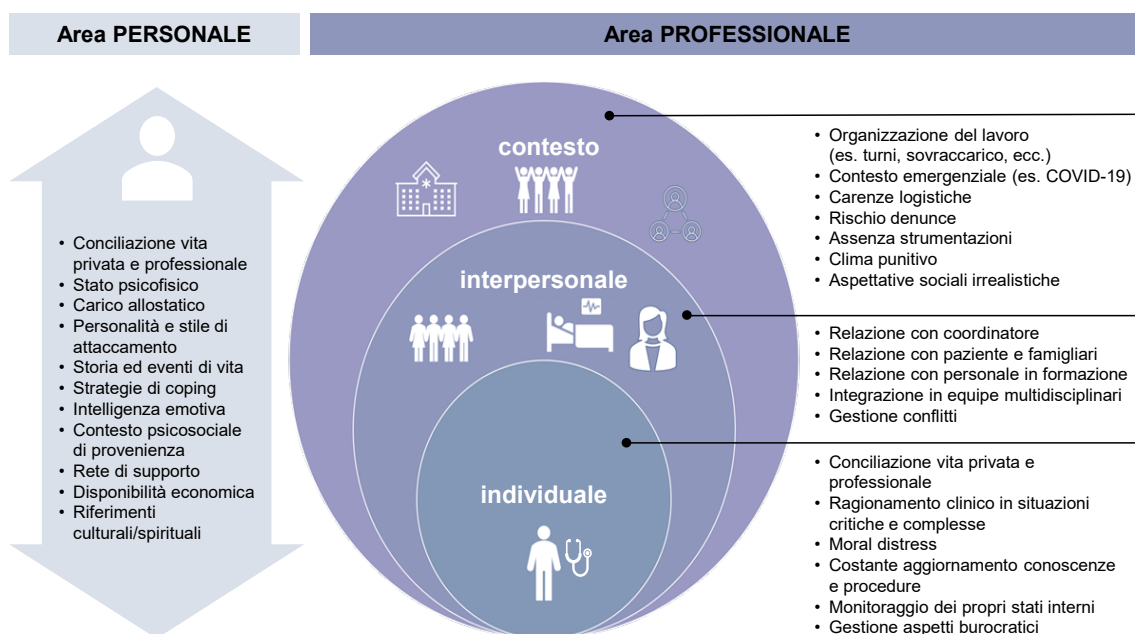 Area PERSONALE
Area PROFESSIONALE
• Conciliazione vita
privata e professionale
• Stato psicofisico
• Carico allostatico
• Personalità e stile di
attaccamento
• Storia ed eventi di vita
• Strategie di coping
• Intelligenza emotiva
• Contesto psicosociale
di provenienza
• Rete di supporto
• Disponibilità economica
• Riferimenti
culturali/spirituali
contesto
interpersonale
individuale
• Organizzazione del lavoro
(es. turni, sovraccarico, ecc.)
• Contesto emergenziale (es. COVID-19)
• Carenze logistiche
• Rischio denunce
• Assenza strumentazioni
• Clima punitivo
• Aspettative sociali irrealistiche
• Relazione con coordinatore
• Relazione con paziente e famigliari
• Relazione con personale in formazione
• Integrazione in equipe multidisciplinari
• Gestione conflitti
• Conciliazione vita privata e
professionale
• Ragionamento clinico in situazioni
critiche e complesse
• Moral distress
• Costante aggiornamento conoscenze
e procedure
• Monitoraggio dei propri stati interni
• Gestione aspetti burocratici